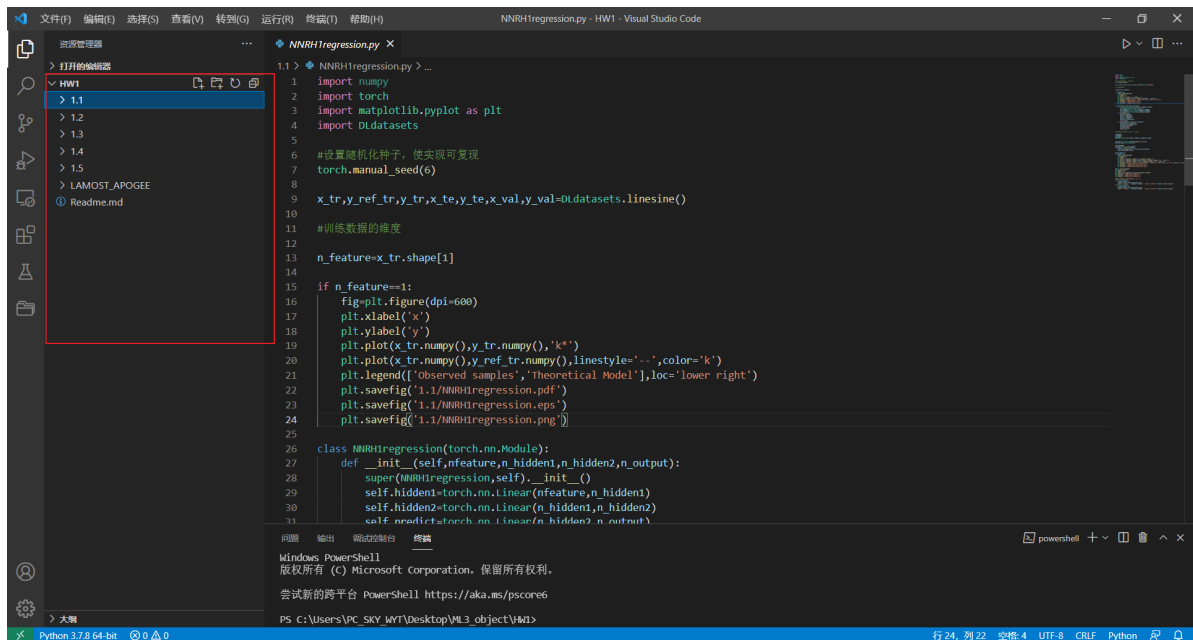 文件(F) 编辑(E) 选择(S) 查看(V) 转到(G) 运行(R) 终端(T) 帮助(H) NNRH1regression.py - HW1 - Visual Studio Code
资源管理器
打开的编辑器
HW1
1.1
1.2
1.3
1.4
1.5
LAMOST_APOGEE
Readme.md
大纲
NNRH1regression.py
1.1 > NNRH1regression.py > ...
1 import numpy
2 import torch
3 import matplotlib.pyplot as plt
4 import DLdatasets
5
6 #设置随机化种子，使实现可复现
7 torch.manual_seed(6)
8
9 x_tr,y_ref_tr,y_tr,x_te,y_te,x_val,y_val=DLdatasets.linesine()
10
11 #训练数据的维度
12
13 n_feature=x_tr.shape[1]
14
15 if n_feature==1:
16 fig=plt.figure(dpi=600)
17 plt.xlabel('x')
18 plt.ylabel('y')
19 plt.plot(x_tr.numpy(),y_tr.numpy(),'k*')
20 plt.plot(x_tr.numpy(),y_ref_tr.numpy(),linestyle='--',color='k')
21 plt.legend(['Observed samples','Theoretical Model'],loc='lower right')
22 plt.savefig('1.1/NNRH1regression.pdf')
23 plt.savefig('1.1/NNRH1regression.eps')
24 plt.savefig('1.1/NNRH1regression.png')
25
26 class NNRH1regression(torch.nn.Module):
27 def __init__(self,nfeature,n_hidden1,n_hidden2,n_output):
28 super(NNRH1regression,self).__init__()
29 self.hidden1=torch.nn.Linear(nfeature,n_hidden1)
30 self.hidden2=torch.nn.Linear(n_hidden1,n_hidden2)
31 self.predict=torch.nn.Linear(n_hidden2,n_output)
问题 输出 调试控制台 终端 powershell
Windows PowerShell
版权所有 (C) Microsoft Corporation。保留所有权利。
尝试新的跨平台 PowerShell https://aka.ms/pscore6
PS C:\Users\PC_SKY_WYT\Desktop\ML3_object\HW1>
Python 3.7.8 64-bit 0 0 行 24, 列 22 空格: 4 UTF-8 CRLF Python